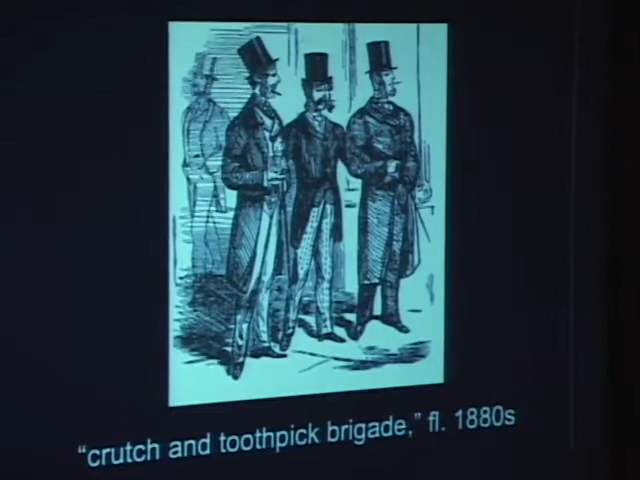 “crutch and toothpick brigade,” fl. 1880s